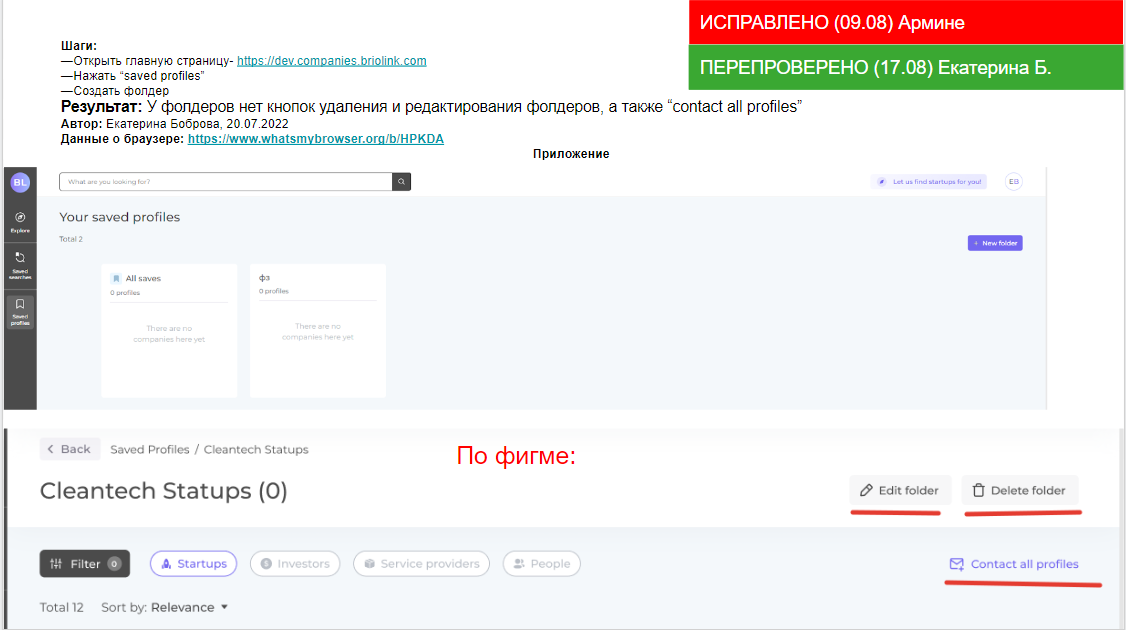 ИСПРАВЛЕНО (09.08) Армине
ПЕРЕПРОВЕРЕНО (17.08) Екатерина Б.
Шаги:
—Открыть главную страницу- https://dev.companies.briolink.com
—Нажать “saved profiles”
—Создать фолдер
Результат: У фолдеров нет кнопок удаления и редактирования фолдеров, а также “contact all profiles”
Автор: Екатерина Боброва, 20.07.2022
Данные о браузере: https://www.whatsmybrowser.org/b/HPKDA
Приложение
BL
What are you looking for?
Let us find startups for you!
EB
Explore
Saved
searches
Saved
profiles
Your saved profiles
Total 2
+ New folder
All saves
0 profiles
There are no
companies here yet
фз
0 profiles
There are no
companies here yet
Back
Saved Profiles / Cleantech Statups
По фигме:
Cleantech Statups (0)
Edit folder
Delete folder
Filter 0
Startups
Investors
Service providers
People
Contact all profiles
Total 12
Sort by: Relevance